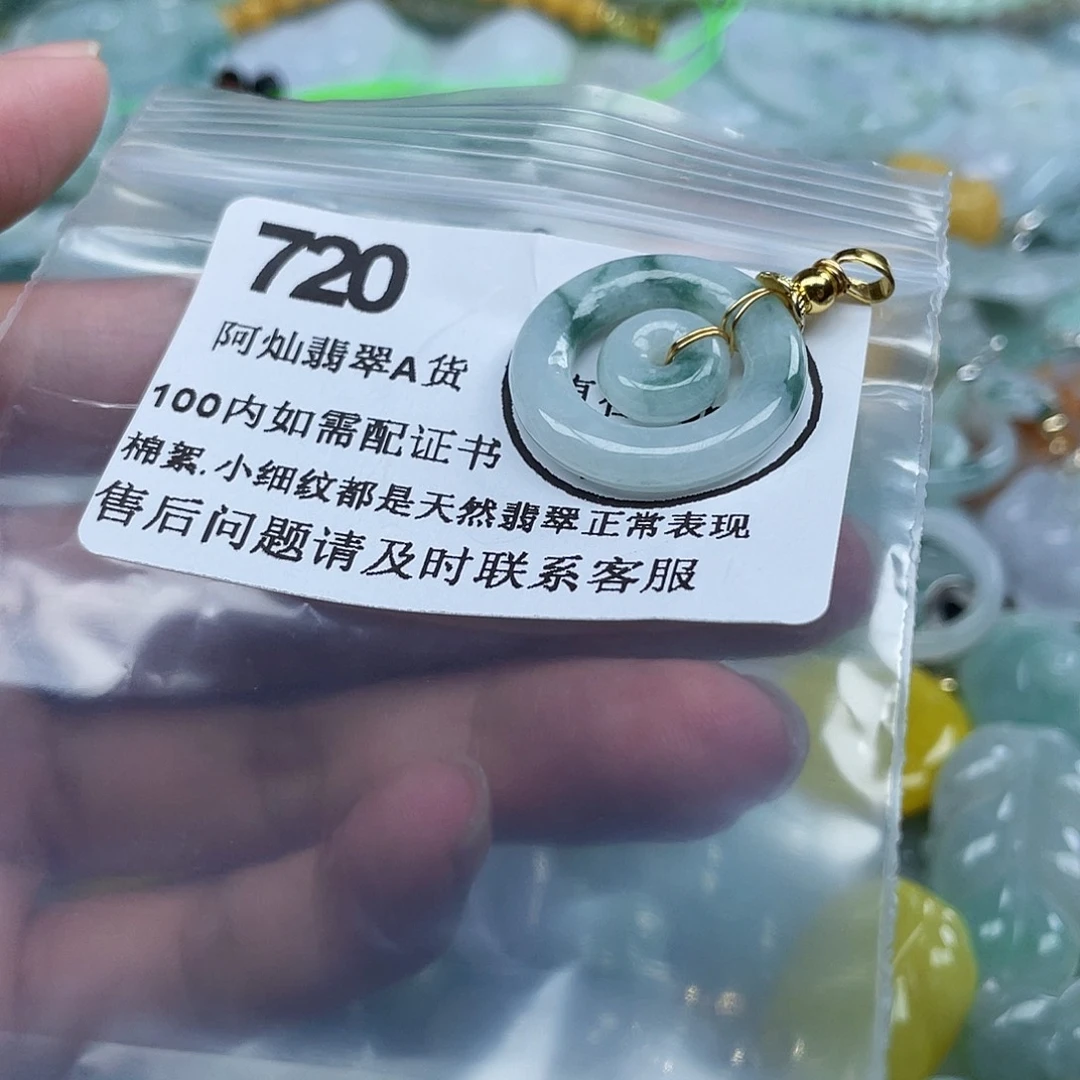 720
阿灿翡翠A货
100内如需配证书
棉絮.小细纹都是天然翡翠正常表现
售后问题请及时联系客服